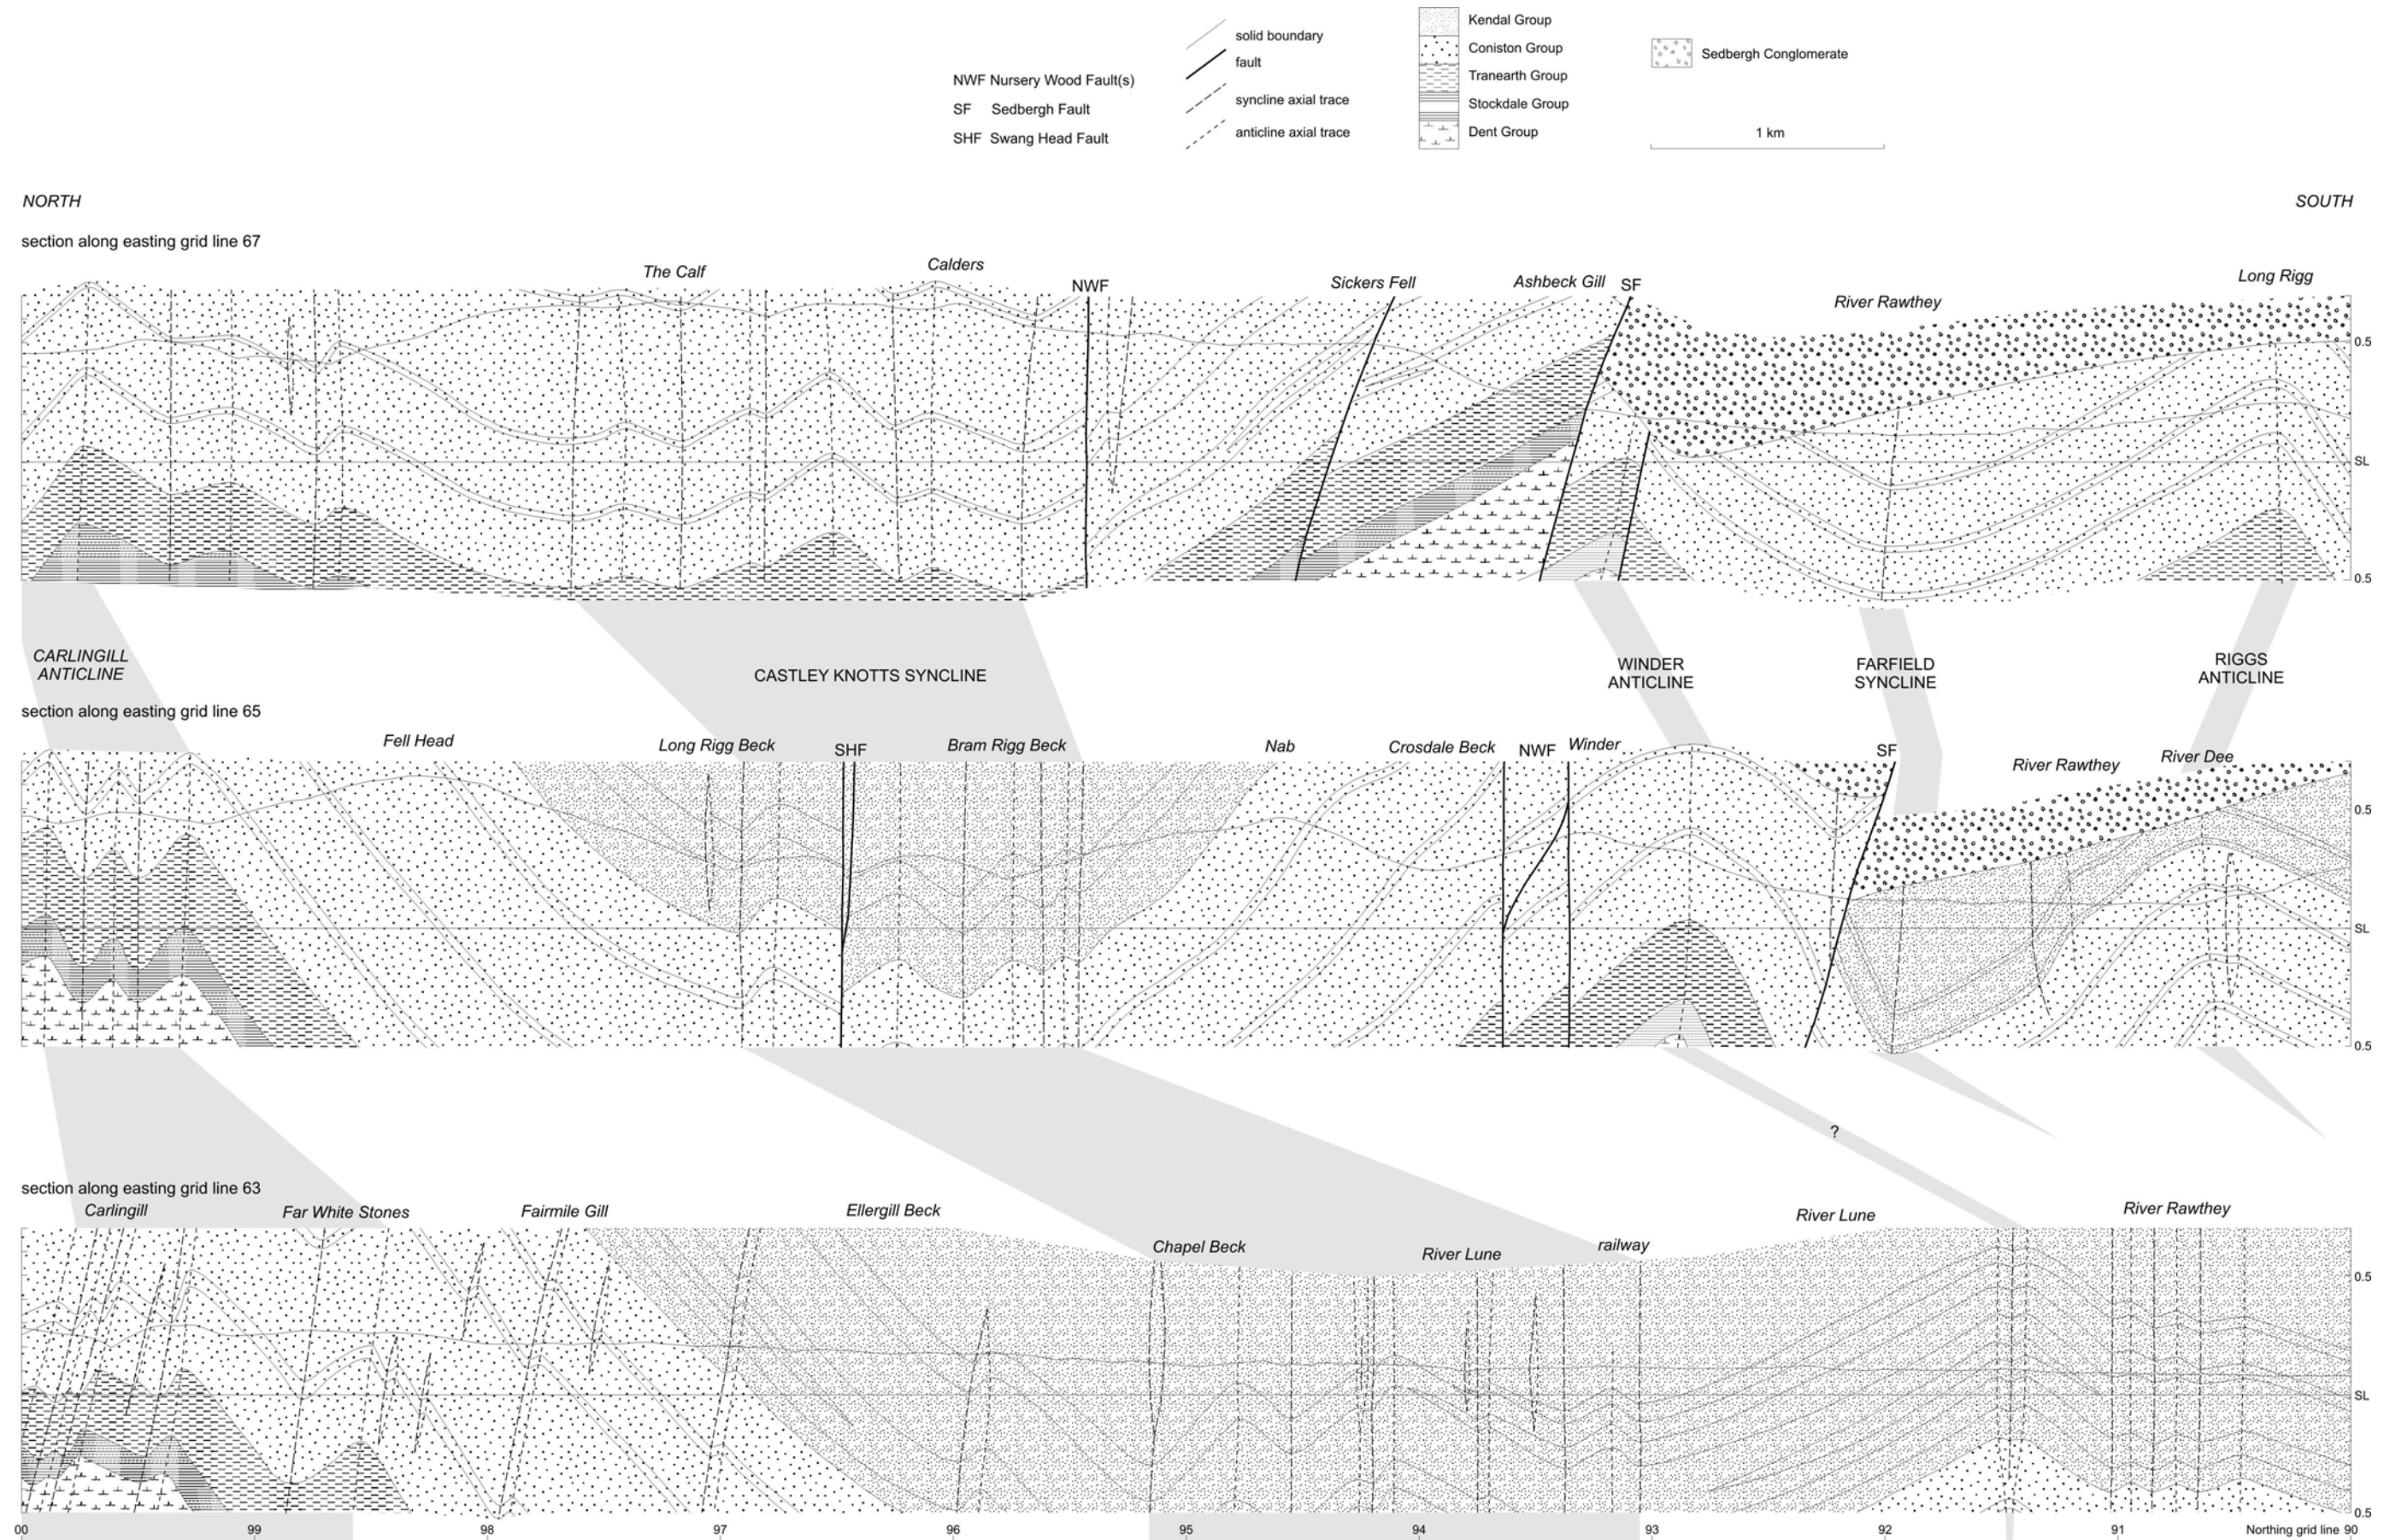 NWF Nursery Wood Fault(s)
SF Sedbergh Fault
SHF Swang Head Fault
solid boundary
fault
syncline axial trace
anticline axial trace
Kendal Group
Coniston Group
Tranearth Group
Stockdale Group
Dent Group
Sedbergh Conglomerate
1 km
NORTH
SOUTH
section along easting grid line 67
The Calf
Calders
NWF
Sickers Fell
Ashbeck Gill
SF
River Rawthey
Long Rigg
0.5
SL
0.5
CARLINGILL
ANTICLINE
CASTLEY KNOTTS SYNCLINE
WINDER
ANTICLINE
FARFIELD
SYNCLINE
RIGGS
ANTICLINE
section along easting grid line 65
Fell Head
Long Rigg Beck
SHF
Bram Rigg Beck
Nab
Crosdale Beck
NWF
Winder
SF
River Rawthey
River Dee
0.5
SL
0.5
?
section along easting grid line 63
Carlingill
Far White Stones
Fairmile Gill
Ellergill Beck
Chapel Beck
River Lune
railway
River Lune
River Rawthey
0.5
SL
0.5
00 99 98 97 96 95 94 93 92 91 Northing grid line 90